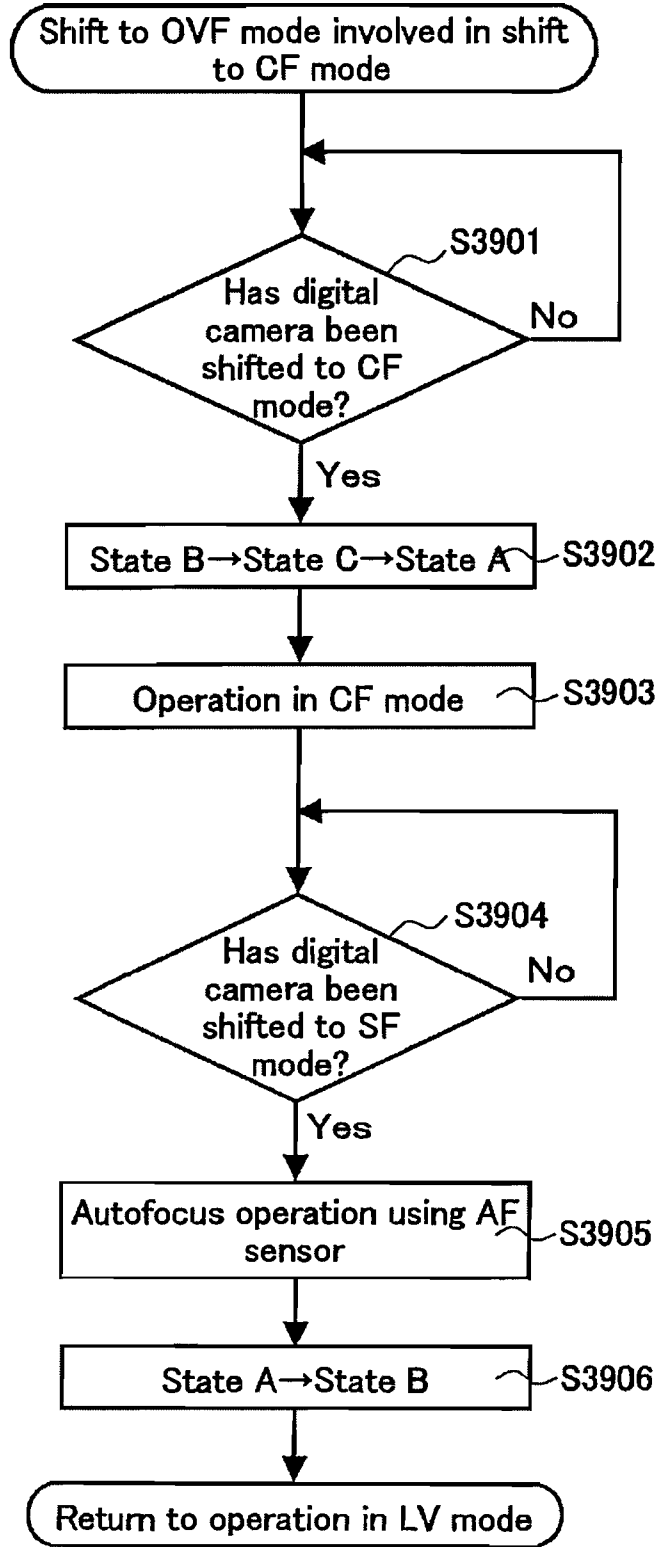 Shift to OVF mode involved in shift
to CF mode
S3901
Has digital
camera been
shifted to CF
mode?
No
Yes
State B→State C→State A
S3902
Operation in CF mode
S3903
S3904
Has digital
camera been
shifted to SF
mode?
No
Yes
Autofocus operation using AF
sensor
S3905
State A→State B
S3906
Return to operation in LV mode